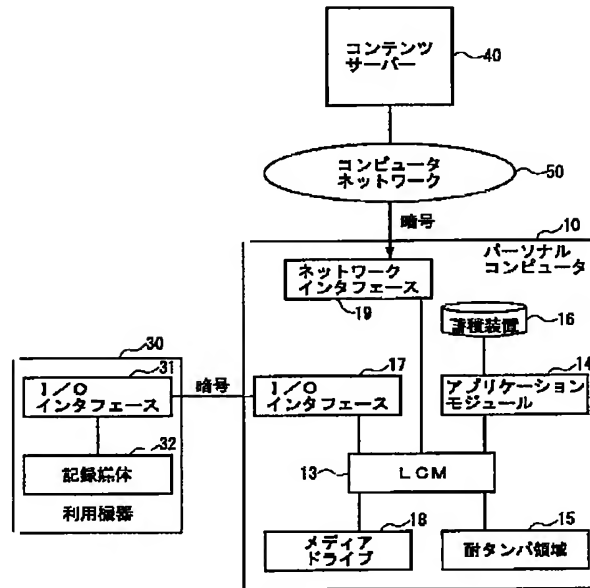 コンテンツ
サーバー
40
コンピュータ
ネットワーク
50
暗号
10
パーソナル
コンピュータ
ネットワーク
インタフェース
19
蓄積装置
16
30
31
I/O
インタフェース
暗号
17
I/O
インタフェース
14
アプリケーション
モジュール
32
記録媒体
利用機器
13
LCM
18
メディア
ドライブ
15
耐タンパ領域